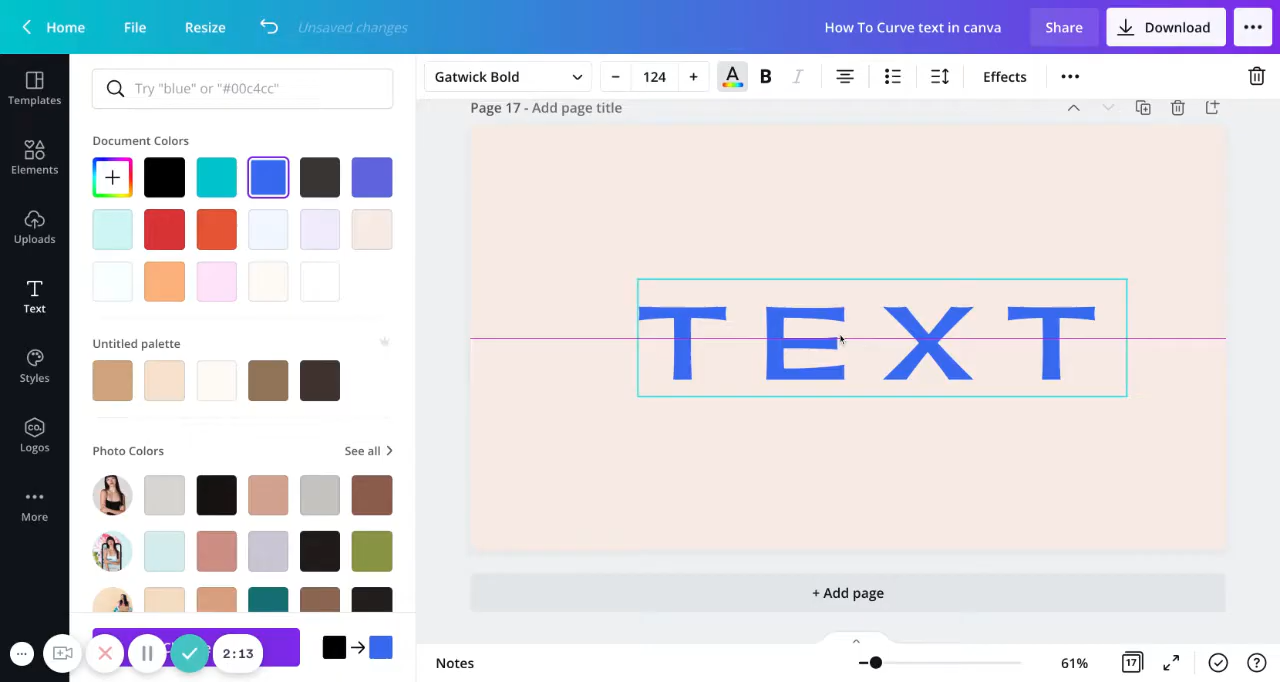 Home File Resize Unsaved changes How To Curve text in canva Share Download
Templates
Elements
Uploads
Text
Styles
CO.
Logos
More
Try "blue" or "#00c4cc"
Document Colors
Untitled palette
Photo Colors See all
2:13
Gatwick Bold 124 A B I Effects
Page 17 - Add page title
TEXT
+ Add page
Notes 61% 17